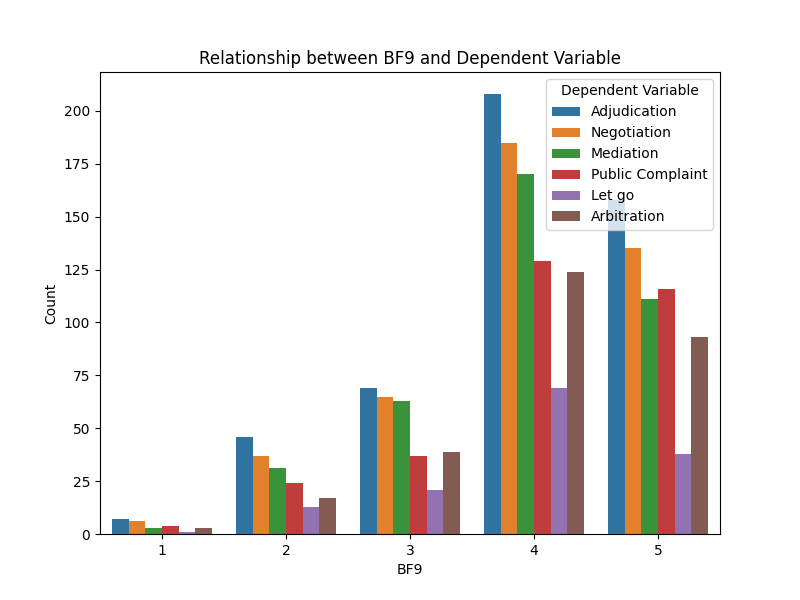 Relationship between BF9 and Dependent Variable
Dependent Variable
Adjudication
Negotiation
Mediation
Public Complaint
Let go
Arbitration
200
175
150
125
100
75
50
25
0
Count
1 2 3 4 5
BF9